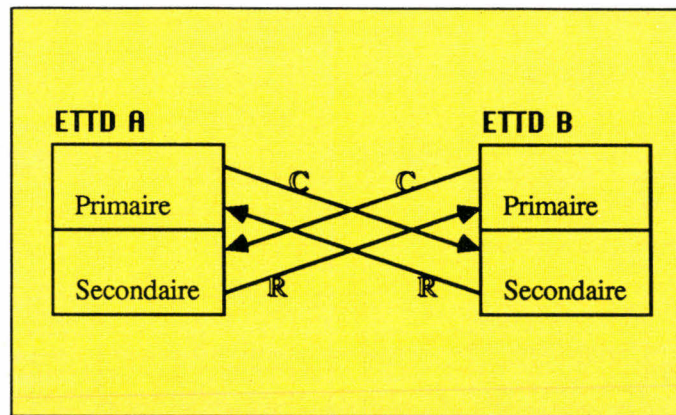 ETTD A
ETTD B
C
C
Primaire
Primaire
Secondaire
R
R
Secondaire